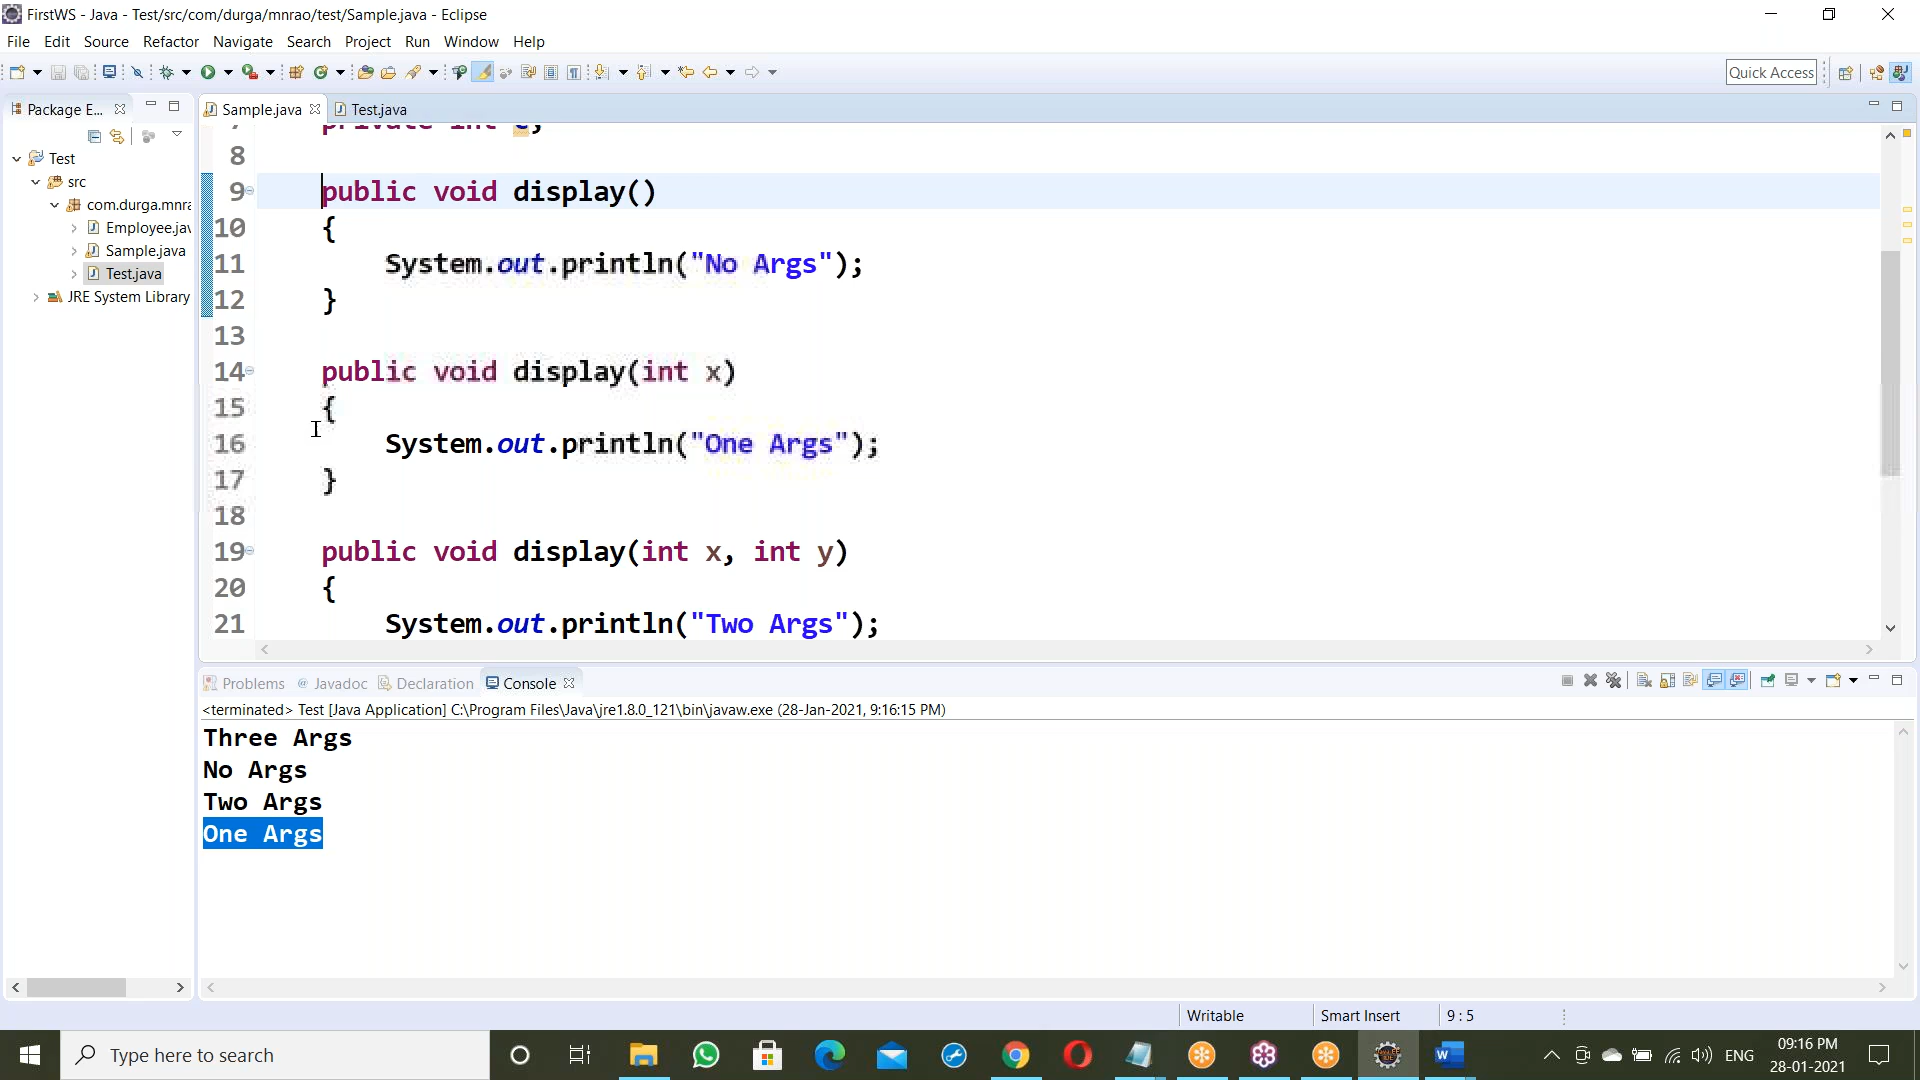 FirstWS - Java - Test/src/com/durga/mnrao/test/Sample.java - Eclipse
File Edit Source Refactor Navigate Search Project Run Window Help
Quick Access
Package E...
Sample.java
Test.java
Test
src
com.durga.mnra
Employee.jav
Sample.java
Test.java
JRE System Library
8
9 public void display()
10 {
11 System.out.println("No Args");
12 }
13
14 public void display(int x)
15 {
16 System.out.println("One Args");
17 }
18
19 public void display(int x, int y)
20 {
21 System.out.println("Two Args");
Problems @ Javadoc Declaration Console
<terminated> Test [Java Application] C:\Program Files\Java\jre1.8.0_121\bin\javaw.exe (28-Jan-2021, 9:16:15 PM)
Three Args
No Args
Two Args
One Args
Writable Smart Insert 9 : 5
Type here to search
ENG
09:16 PM
28-01-2021